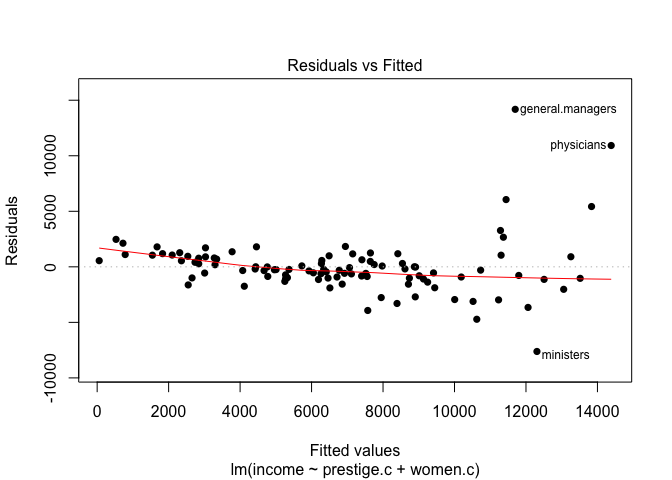 Residuals vs Fitted
Residuals
10000
5000
0
-10000
general.managers
physicians
ministers
0 2000 4000 6000 8000 10000 12000 14000
Fitted values
lm(income ~ prestige.c + women.c)